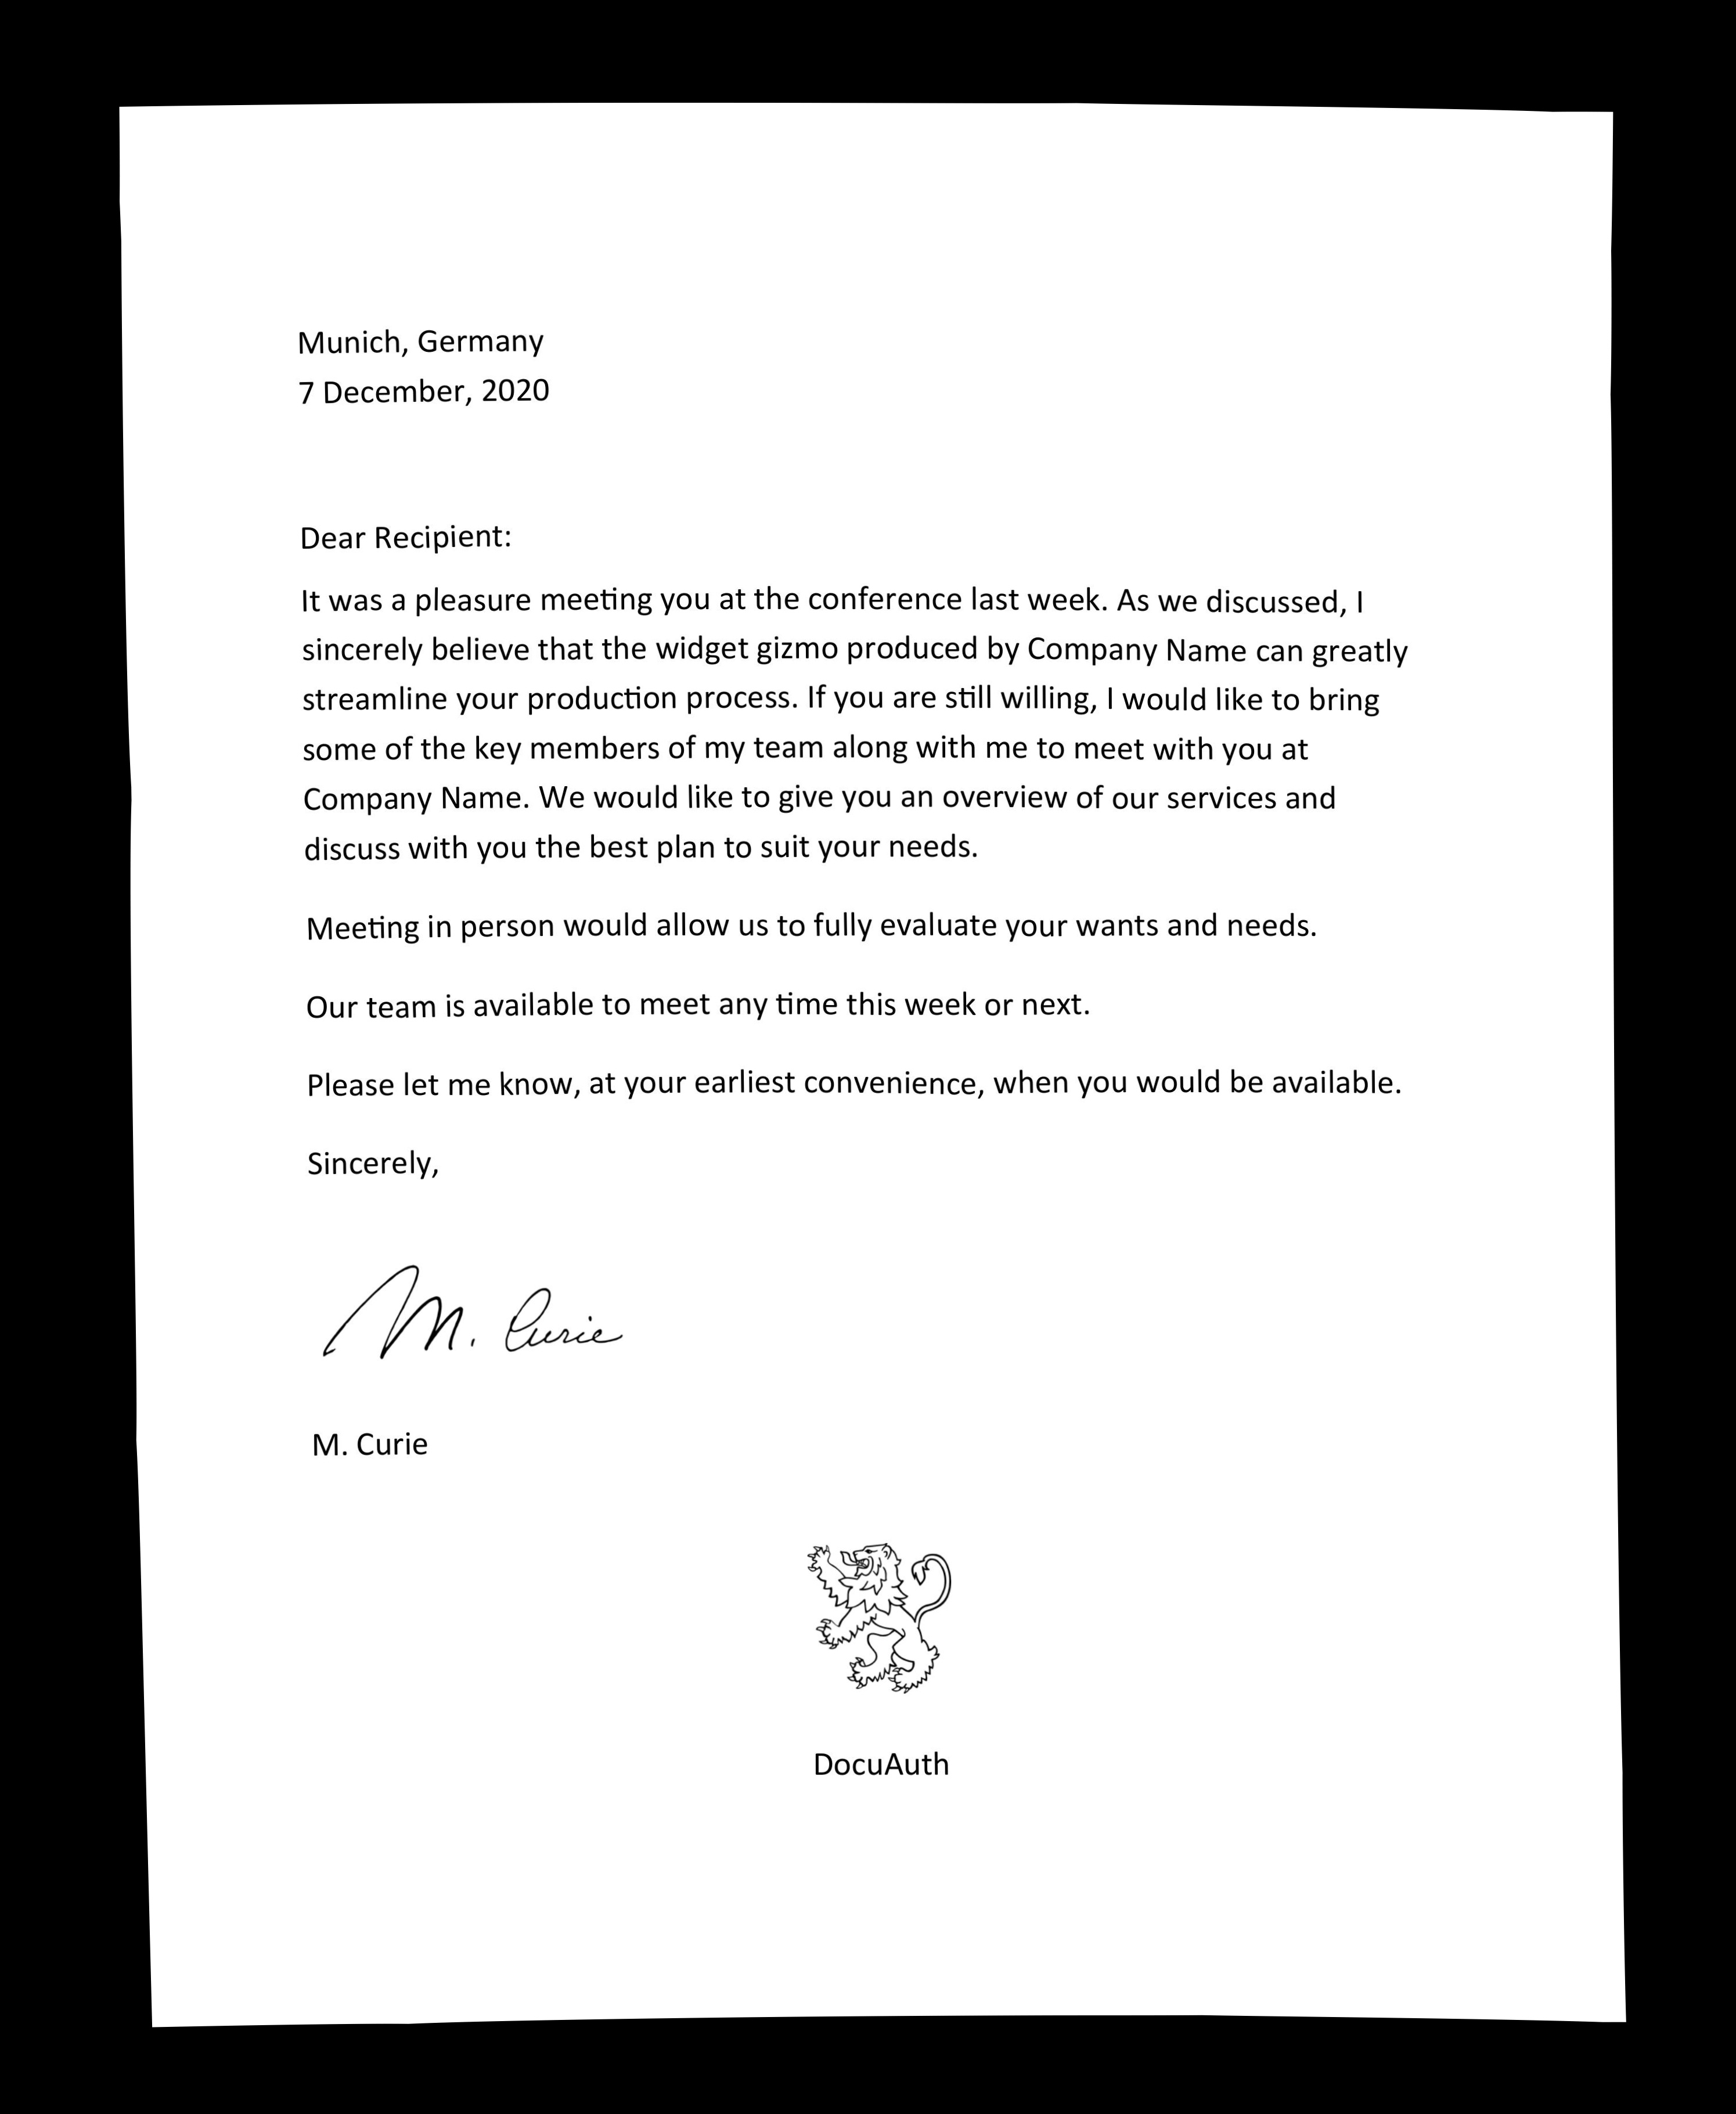 Munich, Germany
7 December, 2020
Dear Recipient:
It was a pleasure meeting you at the conference last week. As we discussed, I
sincerely believe that the widget gizmo produced by Company Name can greatly
streamline your production process. If you are still willing, I would like to bring
some of the key members of my team along with me to meet with you at
Company Name. We would like to give you an overview of our services and
discuss with you the best plan to suit your needs.
Meeting in person would allow us to fully evaluate your wants and needs.
Our team is available to meet any time this week or next.
Please let me know, at your earliest convenience, when you would be available.
Sincerely,
M. Curie
M. Curie
DocuAuth